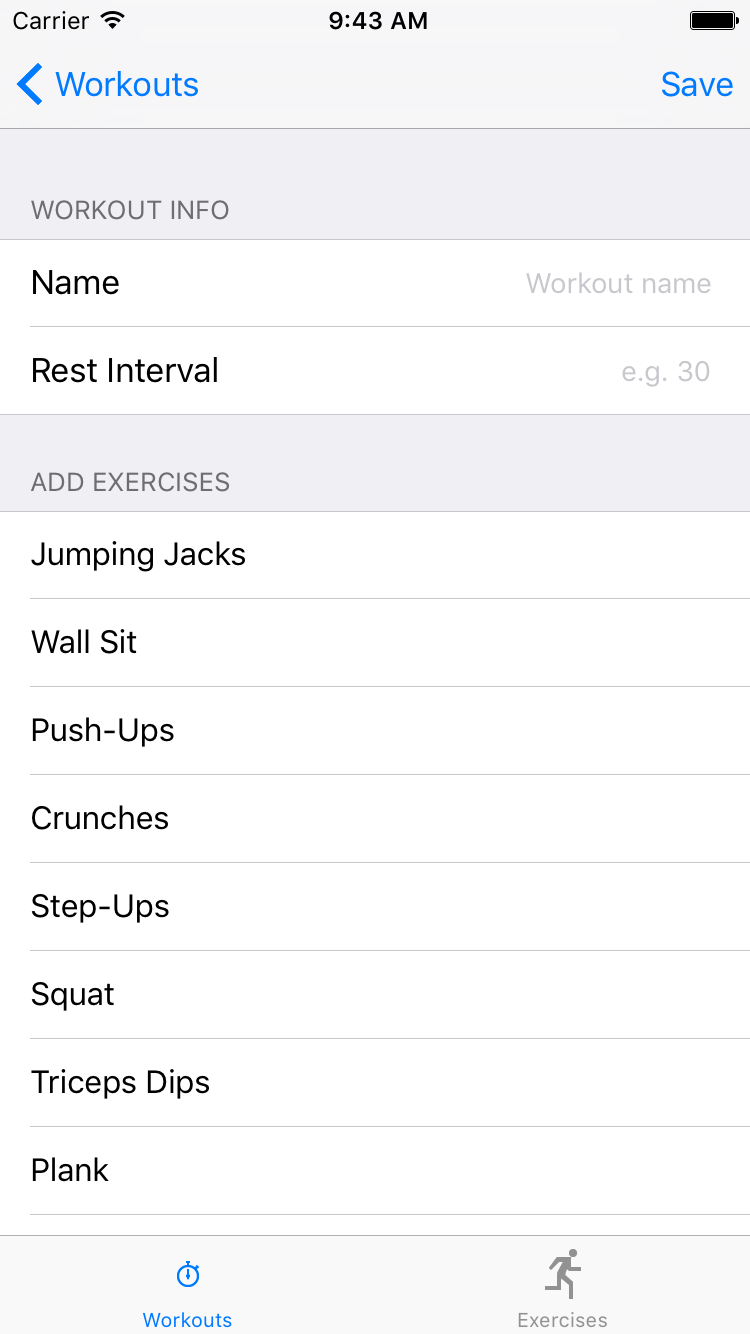 Carrier 9:43 AM
Workouts Save
WORKOUT INFO
Name Workout name
Rest Interval e.g. 30
ADD EXERCISES
Jumping Jacks
Wall Sit
Push-Ups
Crunches
Step-Ups
Squat
Triceps Dips
Plank
Workouts Exercises